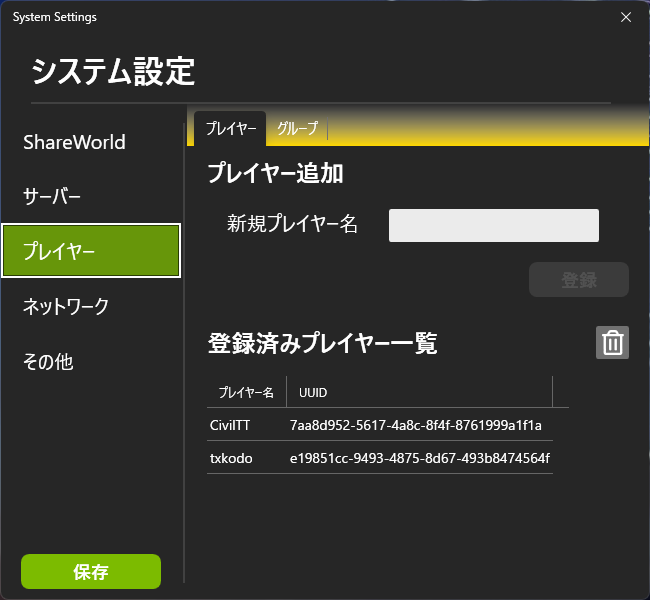 System Settings
システム設定
ShareWorld
サーバー
プレイヤー
ネットワーク
その他
保存
プレイヤー グループ
プレイヤー追加
新規プレイヤー名
登録
登録済みプレイヤー一覧
プレイヤー名 UUID
CivilTT 7aa8d952-5617-4a8c-8f4f-8761999a1f1a
txkodo e19851cc-9493-4875-8d67-493b8474564f